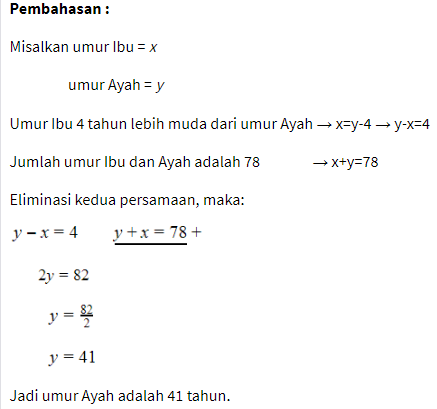 Pembahasan :
Misalkan umur Ibu = x
umur Ayah = y
Umur Ibu 4 tahun lebih muda dari umur Ayah → x=y-4 → y-x=4
Jumlah umur Ibu dan Ayah adalah 78 → x+y=78
Eliminasi kedua persamaan, maka:
y – x = 4 y + x = 78 +
2y = 82
y = 82/2
y = 41
Jadi umur Ayah adalah 41 tahun.